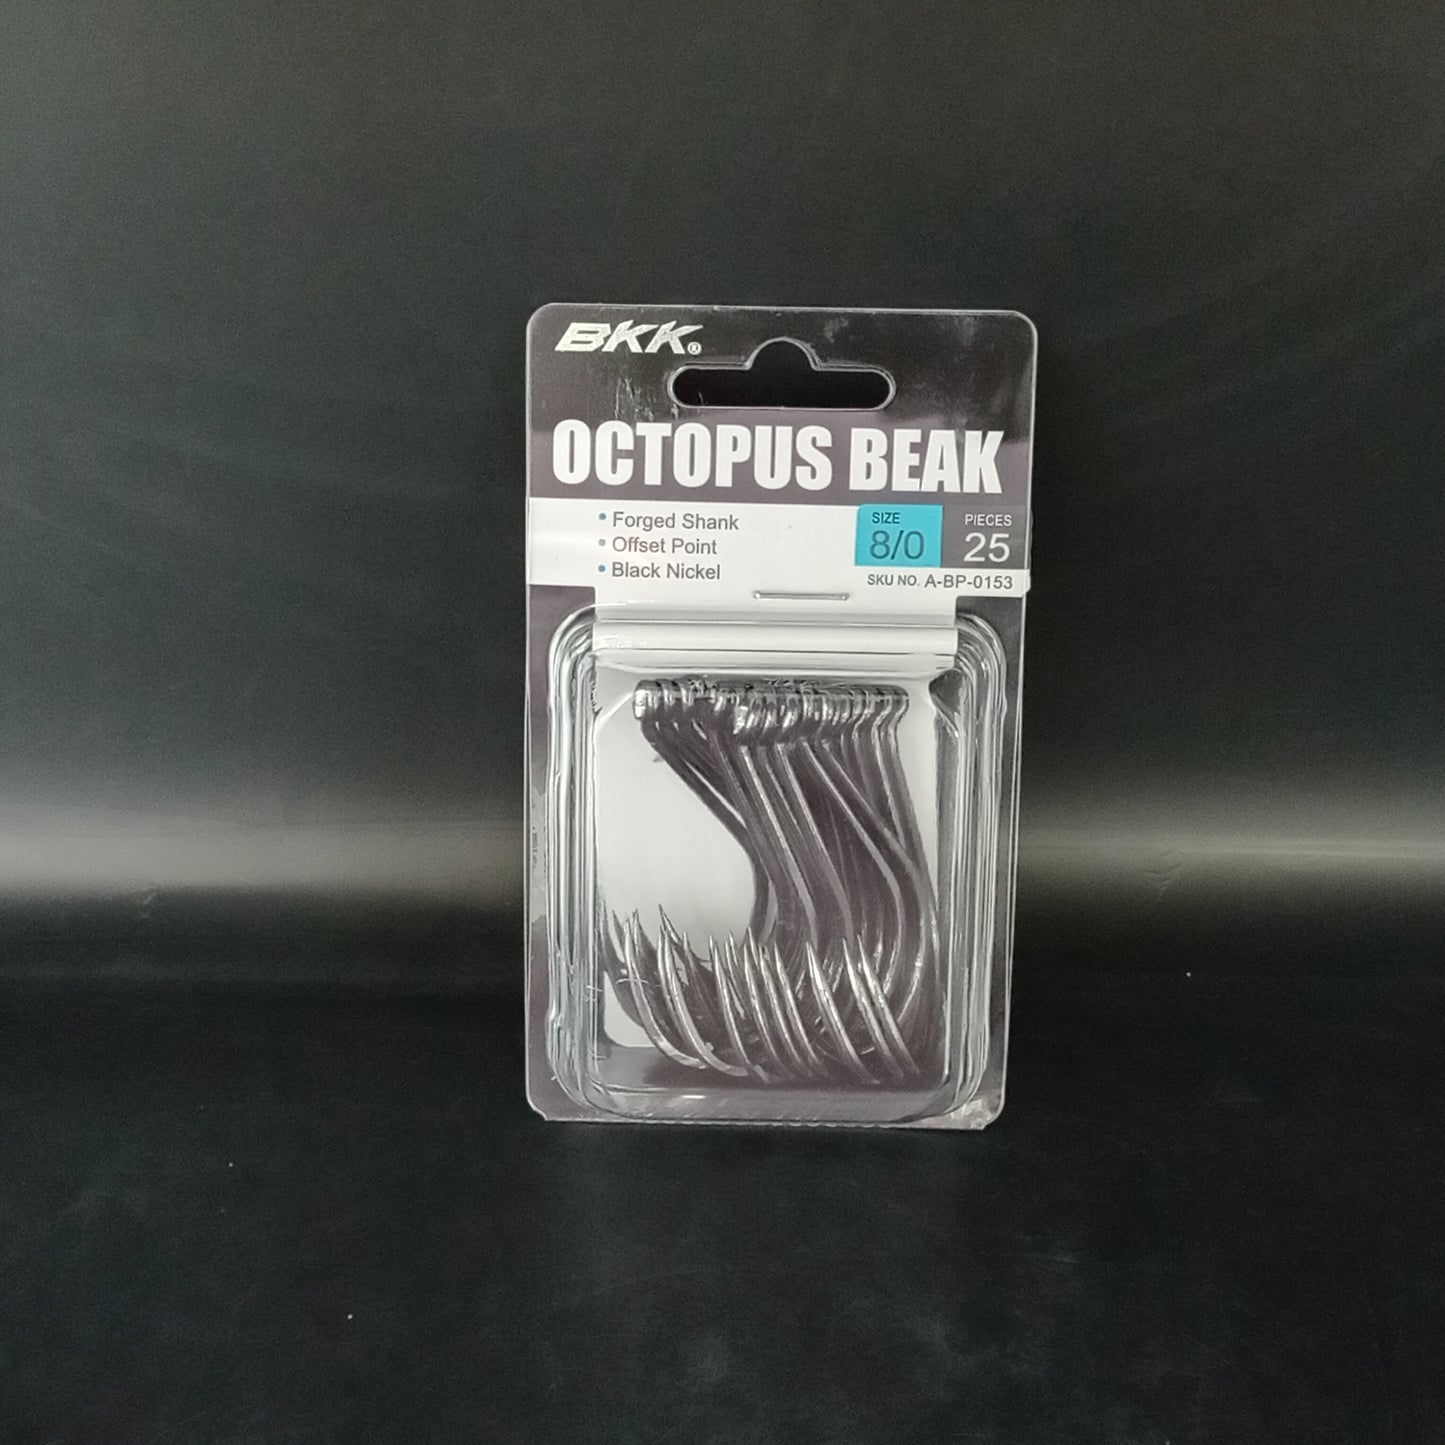 BKK®
OCTOPUS BEAK
• Forged Shank
• Offset Point
• Black Nickel
SIZE
8/0
PIECES
25
SKU NO. A-BP-0153